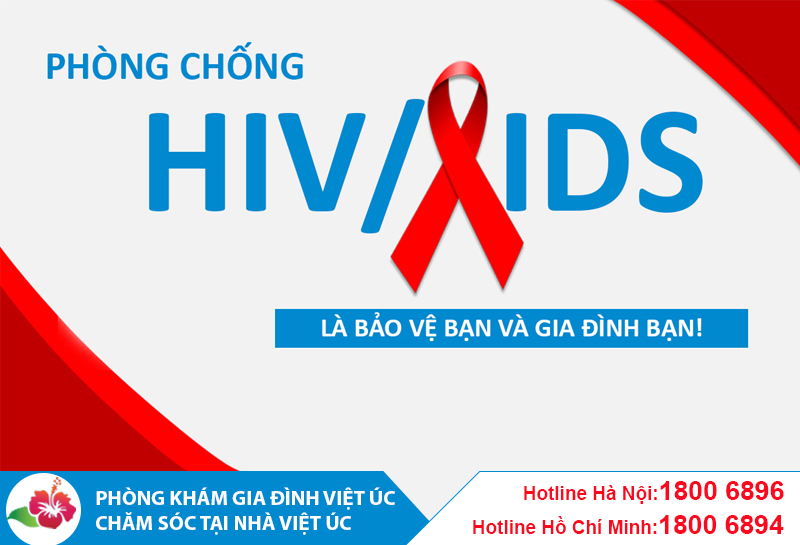 PHÒNG CHỐNG
HIV/AIDS
LÀ BẢO VỆ BẠN VÀ GIA ĐÌNH BẠN!
PHÒNG KHÁM GIA ĐÌNH VIỆT ÚC
CHĂM SÓC TẠI NHÀ VIỆT ÚC
Hotline Hà Nội:1800 6896
Hotline Hồ Chí Minh:1800 6894